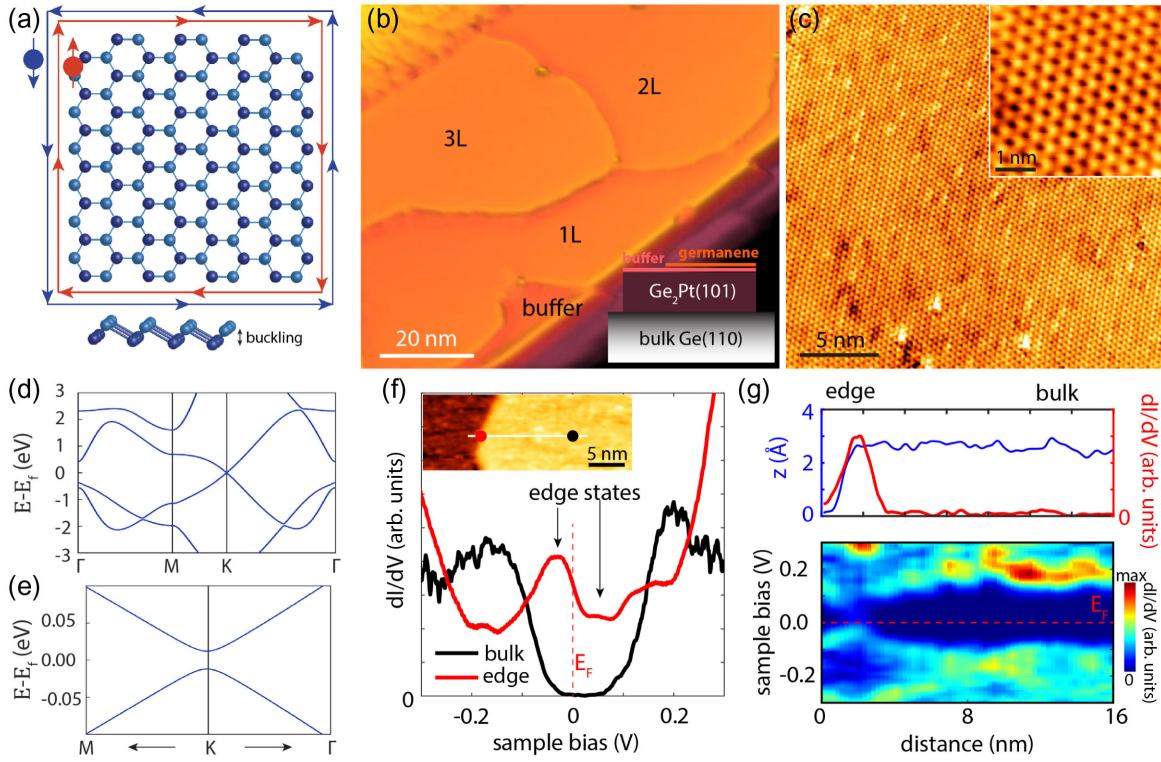 (a)
buckling
(b)
3L
2L
1L
buffer
20 nm
buffer germanene
Ge₂Pt(101)
bulk Ge(110)
(c)
1 nm
5 nm
(d)
E-E_f (eV)
3
2
1
0
-1
-2
-3
Γ M K Γ
(e)
E-E_f (eV)
0.05
0.00
-0.05
M K Γ
(f)
dI/dV (arb. units)
5 nm
edge states
E_F
bulk
edge
0
-0.2 0 0.2
sample bias (V)
(g)
edge bulk
z (Å)
4
2
0
dI/dV (arb. units)
0
sample bias (V)
0.2
0.0
-0.2
E_F
max
0
dI/dV (arb. units)
0 8 16
distance (nm)